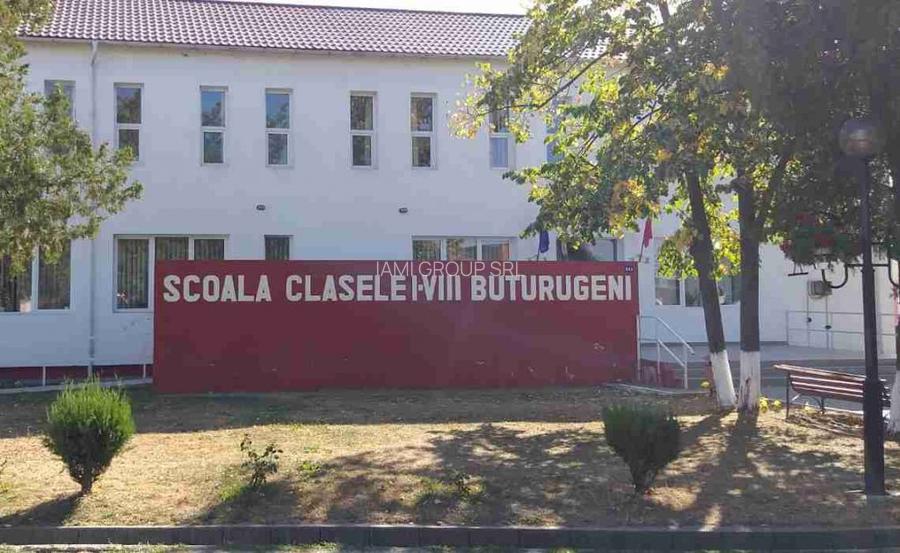 IAMI GROUP SRL
SCOALA CLASELE I-VIII BUTURUGENI